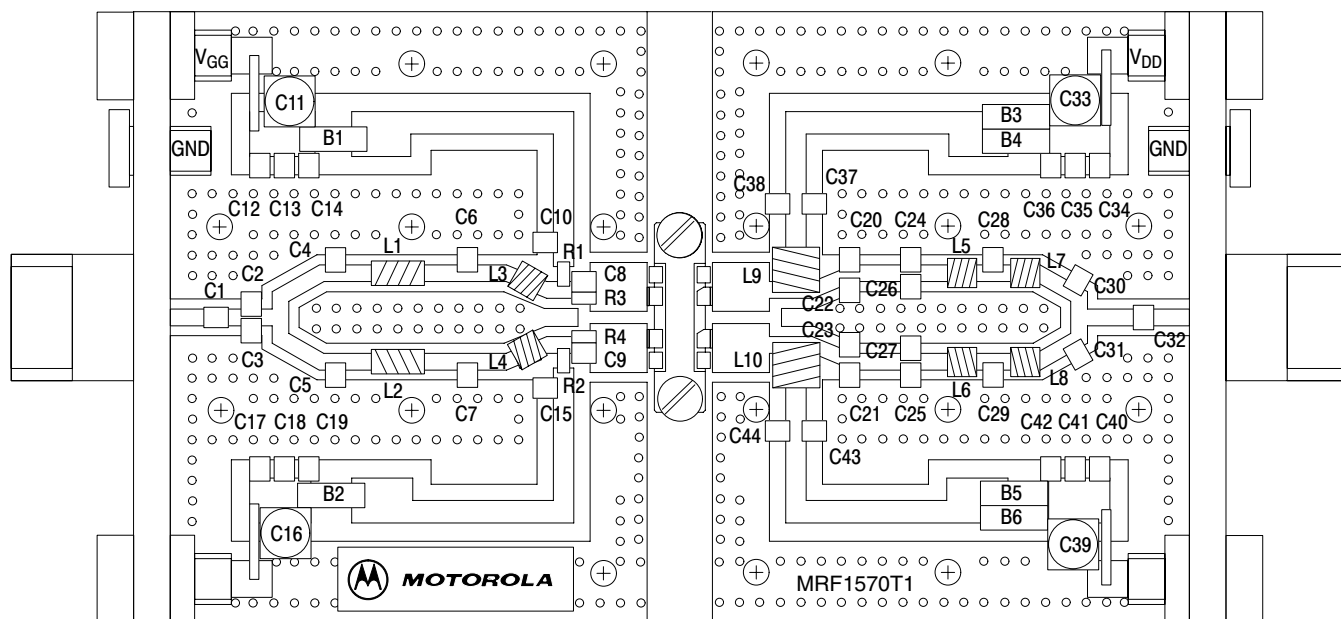 VGG
VDD
C11
C33
B1
B3
B4
GND
GND
C38
C37
C12
C13
C14
C6
C10
C20
C24
C28
C36
C35
C34
C4
L1
R1
L5
C2
L3
C8
L9
L7
C30
C1
R3
C22
C26
C3
R4
C23
C27
C32
C31
C5
L4
C9
L10
L2
R2
L6
L8
C17
C18
C19
C7
C15
C21
C25
C29
C42
C41
C40
C44
C43
B2
B5
B6
C16
C39
MOTOROLA
MRF1570T1